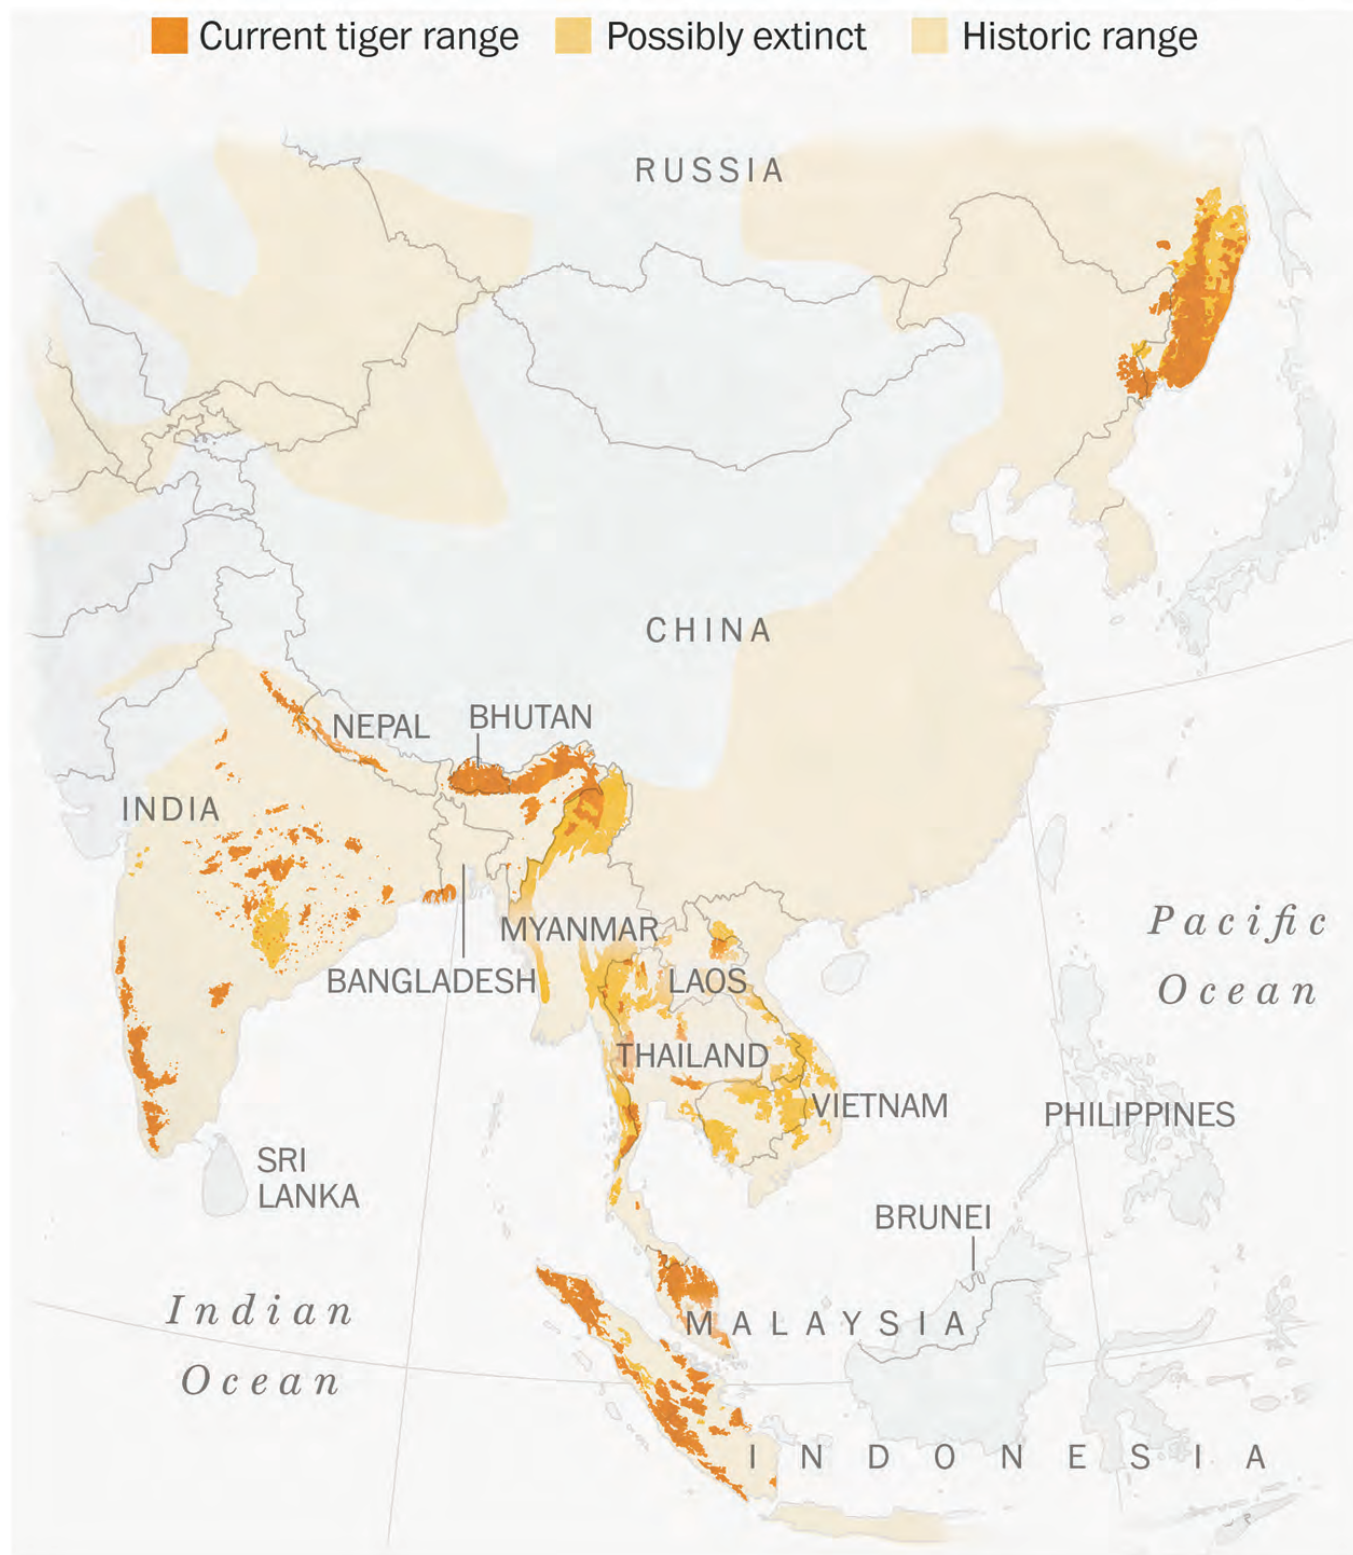 Current tiger range
Possibly extinct
Historic range
RUSSIA
CHINA
NEPAL
BHUTAN
INDIA
MYANMAR
BANGLADESH
LAOS
THAILAND
VIETNAM
Pacific
Ocean
PHILIPPINES
SRI
LANKA
BRUNEI
Indian
Ocean
MALAYSIA
INDONESIA